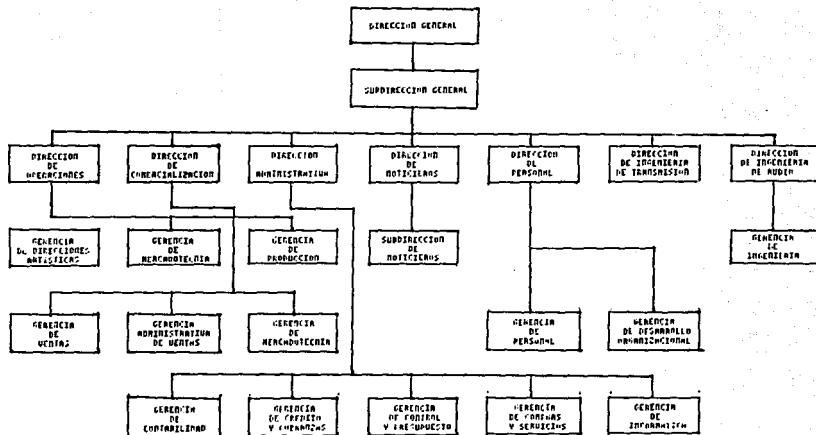 DIRECCION GENERAL
SUBDIRECCION GENERAL
DIRECCION
DE
OPERACIONES
DIRECCION
DE
COMERCIALIZACION
DIRECCION
ADMINISTRATIVA
DIRECCION
DE
NOTICIEROS
DIRECCION
DE
PERSONAL
DIRECCION
DE INGENIERIA
DE TRANSMISION
DIRECCION
DE INGENIERIA
DE AUDIO
GERENCIA
DE DIRECCIONES
ARTISTICAS
GERENCIA
DE
MERCADOTECNIA
GERENCIA
DE
PRODUCCION
SUBDIRECCION
DE
NOTICIEROS
GERENCIA
DE
INGENIERIA
GERENCIA
DE
VENTAS
GERENCIA
ADMINISTRATIVA
DE VENTAS
GERENCIA
DE
MERCADOTECNIA
GERENCIA
DE
PERSONAL
GERENCIA
DE DESARROLLO
ORGANIZACIONAL
GERENCIA
DE
CONTABILIDAD
GERENCIA
DE CREDITO
Y COBRANZAS
GERENCIA
DE CONTROL
Y PRESUPUESTO
GERENCIA
DE COMPRAS
Y SERVICIOS
GERENCIA
DE
INFORMATICA